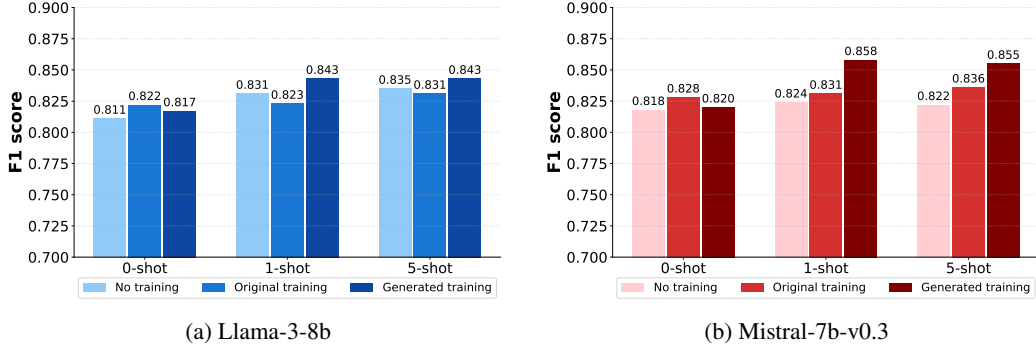 0.900
0.875
0.850
0.825
0.800
0.775
0.750
0.725
0.700
F1 score
0.811
0.822
0.817
0.831
0.823
0.843
0.835
0.831
0.843
0-shot
1-shot
5-shot
No training
Original training
Generated training
(a) Llama-3-8b
0.900
0.875
0.850
0.825
0.800
0.775
0.750
0.725
0.700
F1 score
0.818
0.828
0.820
0.824
0.831
0.858
0.822
0.836
0.855
0-shot
1-shot
5-shot
No training
Original training
Generated training
(b) Mistral-7b-v0.3